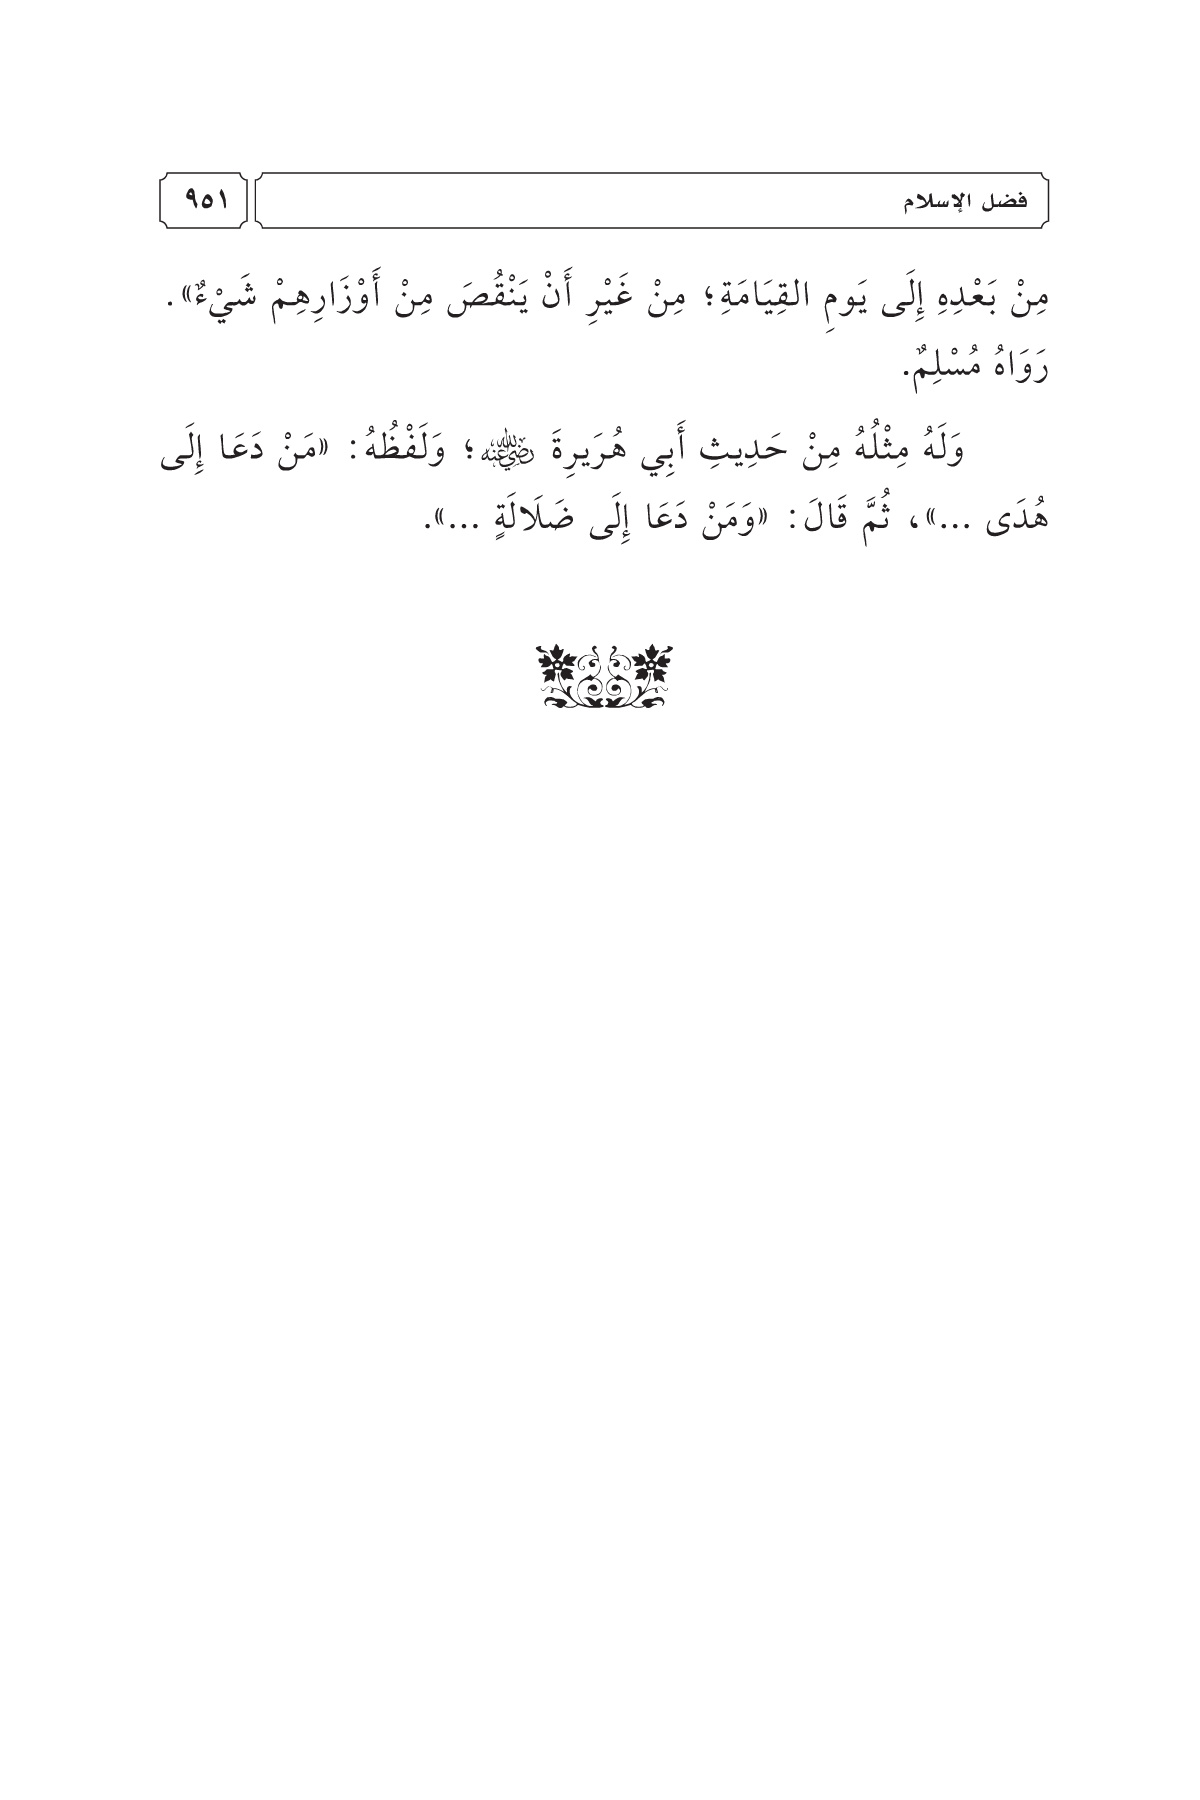 فضل الإسلام ٩٥١
مِنْ بَعْدِهِ إِلَى يَومِ القِيَامَةِ؛ مِنْ غَيْرِ أَنْ يَنْقُصَ مِنْ أَوْزَارِهِمْ شَيْءٌ».
رَوَاهُ مُسْلِمٌ.
وَلَهُ مِثْلُهُ مِنْ حَدِيثِ أَبِي هُرَيرِةَ رضي الله عنه؛ وَلَفْظُهُ: «مَنْ دَعَا إِلَى
هُدَى ...»، ثُمَّ قَالَ: «وَمَنْ دَعَا إِلَى ضَلَالَةٍ ...».